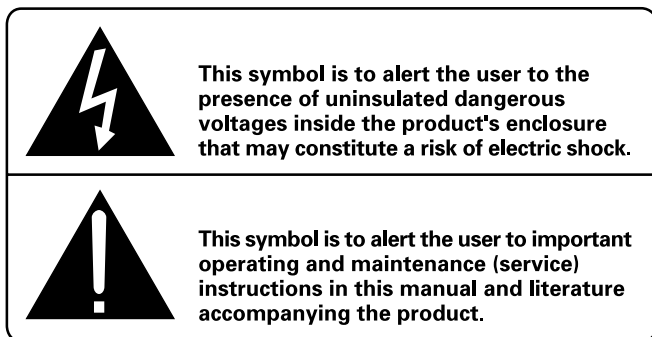 This symbol is to alert the user to the
presence of uninsulated dangerous
voltages inside the product's enclosure
that may constitute a risk of electric shock.
This symbol is to alert the user to important
operating and maintenance (service)
instructions in this manual and literature
accompanying the product.